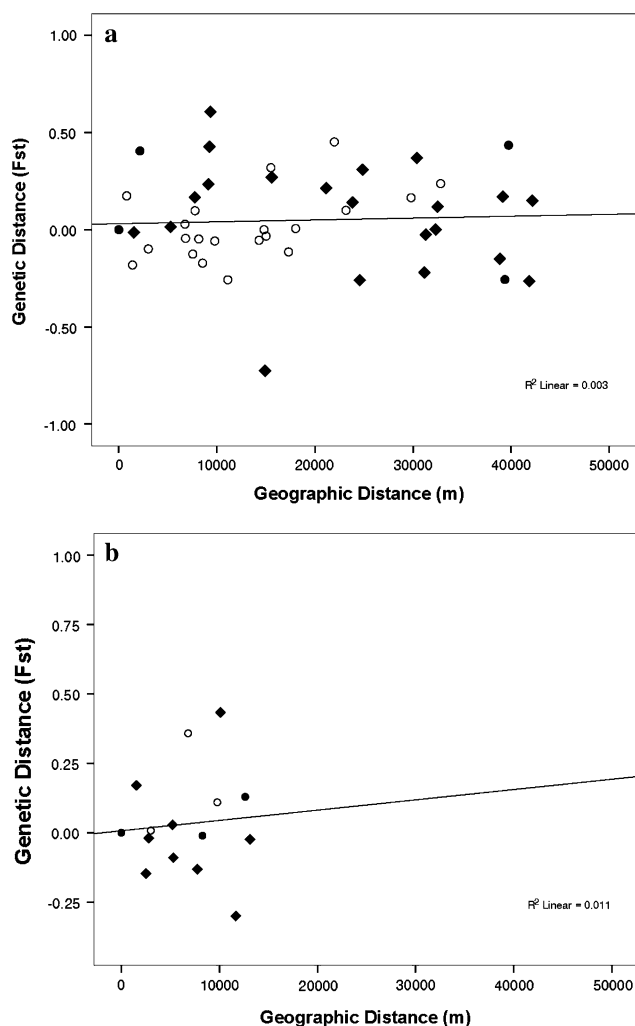 a
1.00
0.50
0.00
-0.50
-1.00
Genetic Distance (Fst)
R2 Linear = 0.003
0 10000 20000 30000 40000 50000
Geographic Distance (m)
b
1.00
0.75
0.50
0.25
0.00
-0.25
Genetic Distance (Fst)
R2 Linear = 0.011
0 10000 20000 30000 40000 50000
Geographic Distance (m)